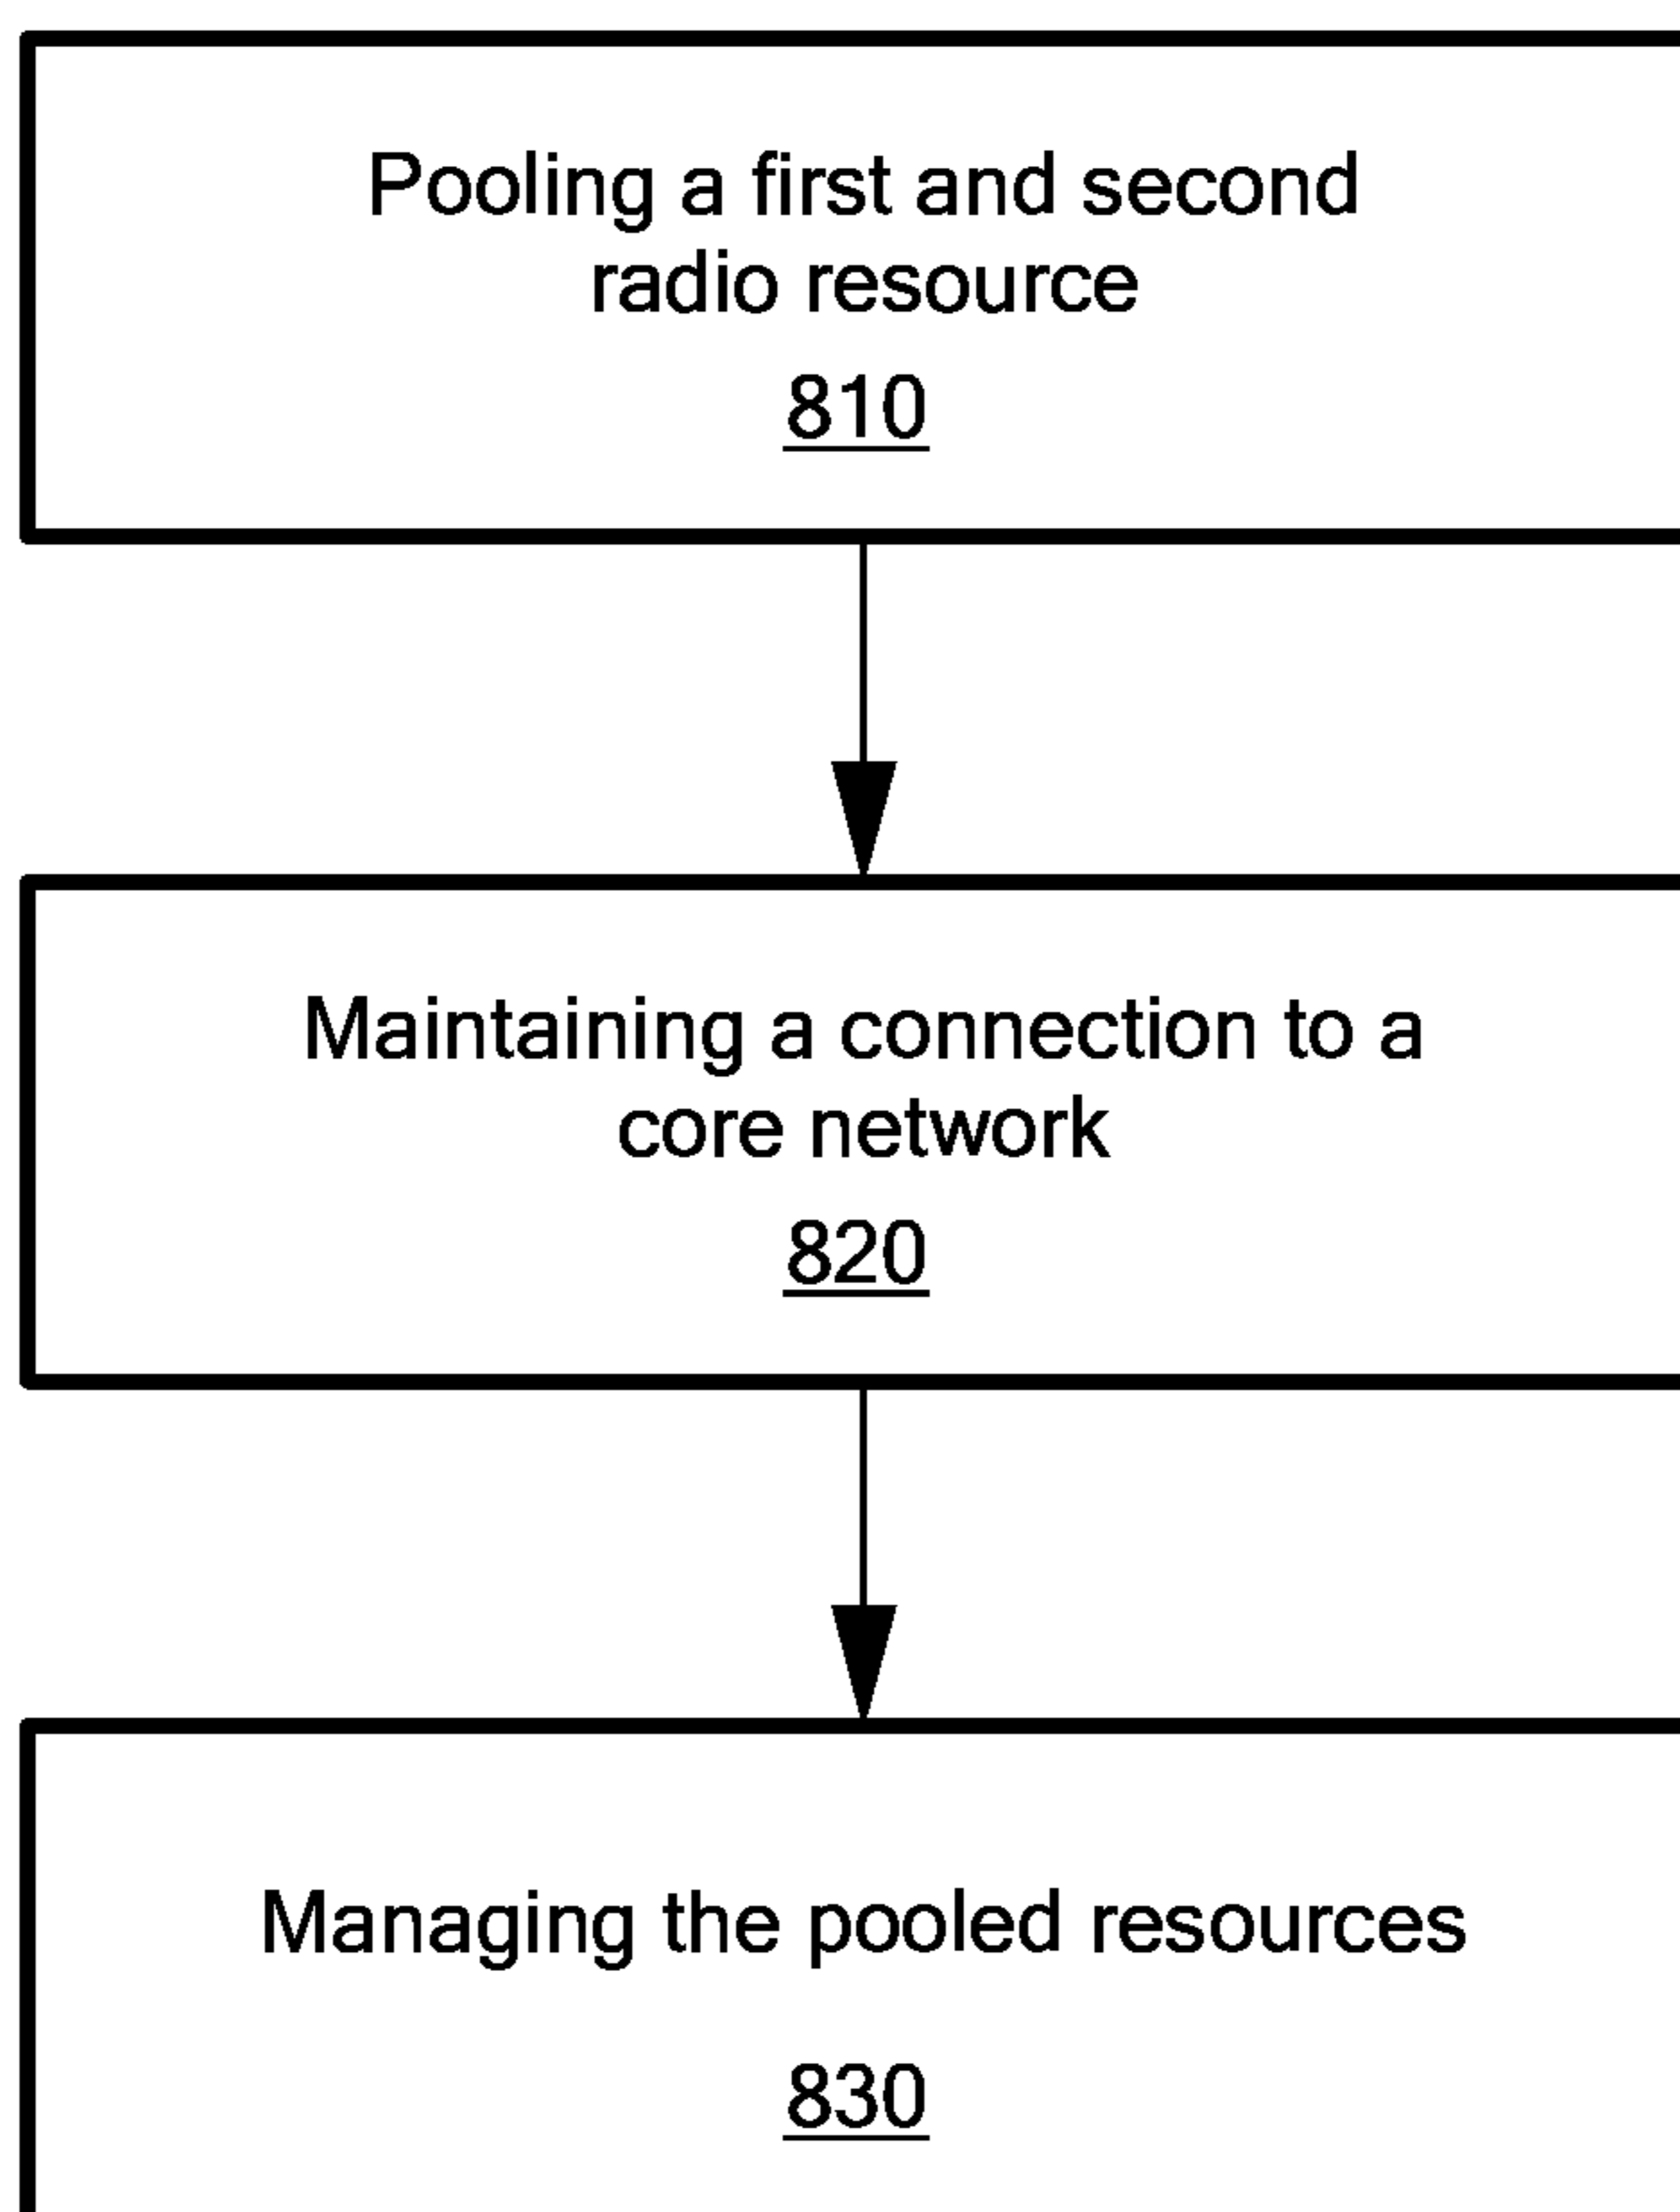 Pooling a first and second
radio resource
810
Maintaining a connection to a
core network
820
Managing the pooled resources
830